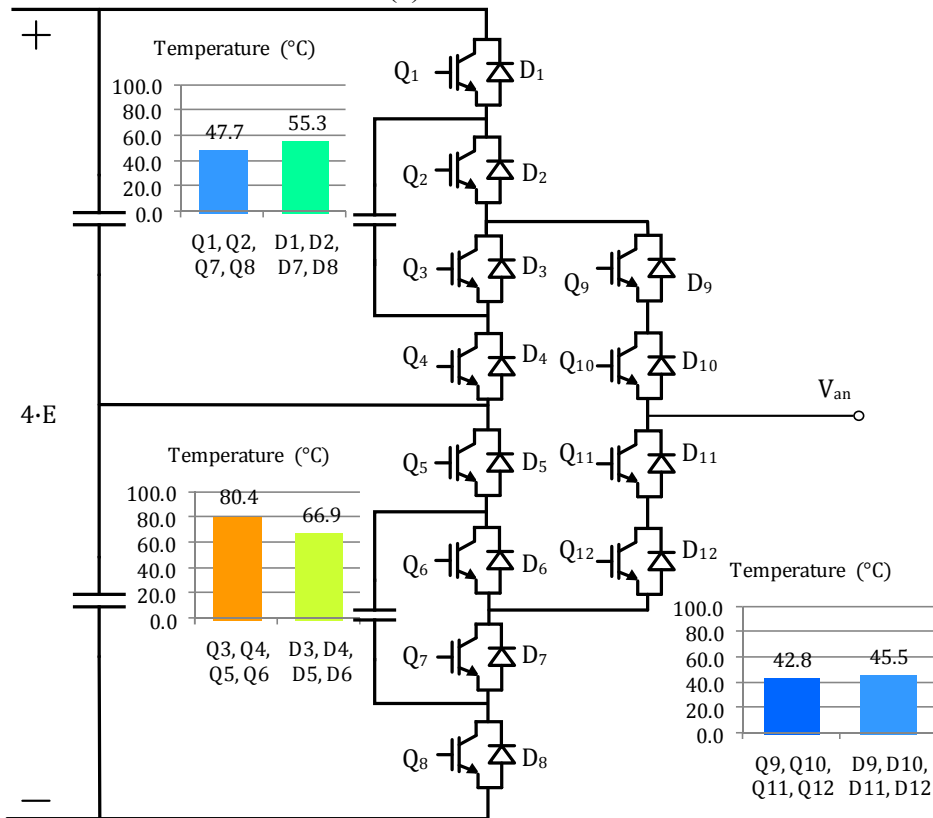 +
Temperature (°C)
100.0
80.0
60.0
40.0
20.0
0.0
47.7
55.3
Q1, Q2,
Q7, Q8
D1, D2,
D7, D8
Q1
D1
Q2
D2
Q3
D3
Q9
D9
Q4
D4
Q10
D10
Van
4·E
Q5
D5
Q11
D11
Temperature (°C)
100.0
80.0
60.0
40.0
20.0
0.0
80.4
66.9
Q3, Q4,
Q5, Q6
D3, D4,
D5, D6
Q6
D6
Q12
D12
Q7
D7
Q8
D8
Temperature (°C)
100.0
80.0
60.0
40.0
20.0
0.0
42.8
45.5
Q9, Q10,
Q11, Q12
D9, D10,
D11, D12
—